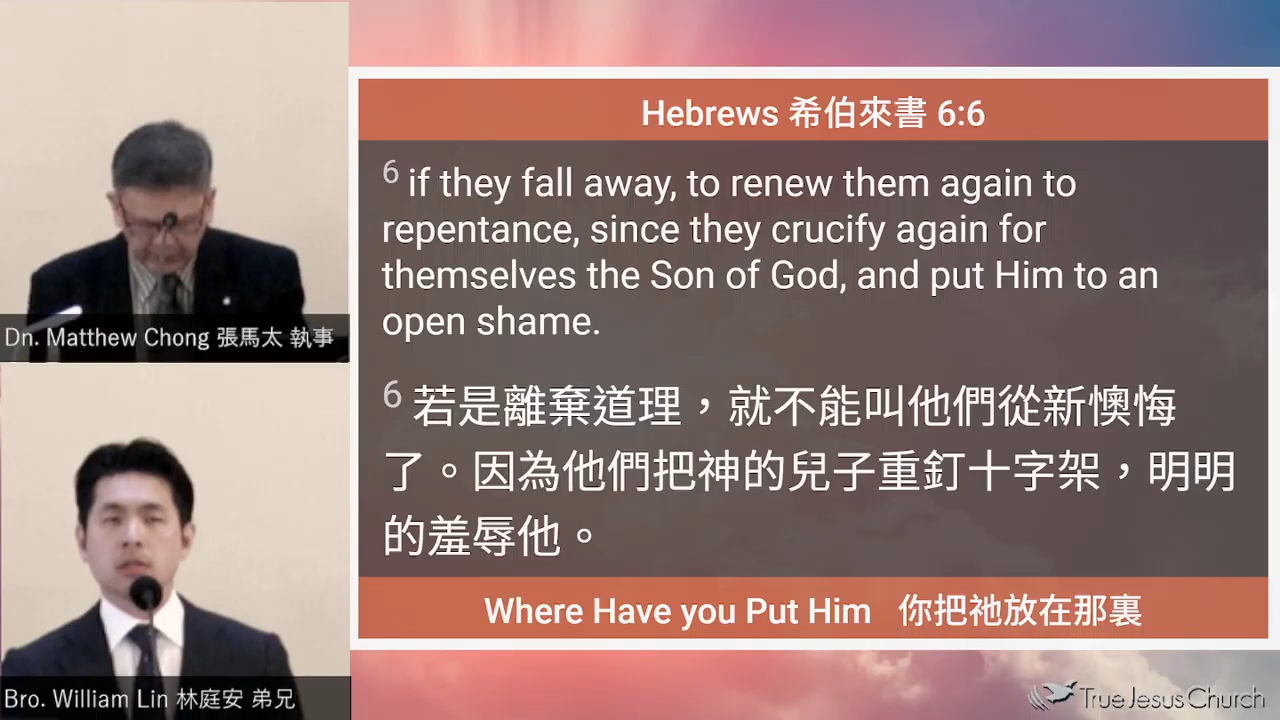 Hebrews 希伯來書 6:6
6 if they fall away, to renew them again to
repentance, since they crucify again for
themselves the Son of God, and put Him to an
open shame.
6 若是離棄道理，就不能叫他們從新懊悔
了。因為他們把神的兒子重釘十字架，明明
的羞辱他。
Where Have you Put Him 你把祂放在那裏
Dn. Matthew Chong 張馬太 執事
Bro. William Lin 林庭安 弟兄
True Jesus Church